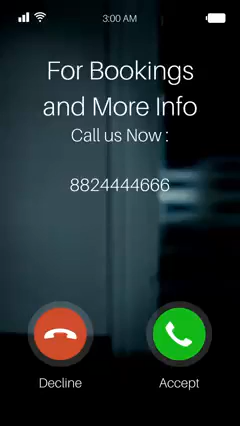 3:00 AM
For Bookings
and More Info
Call us Now :
8824444666
Decline
Accept